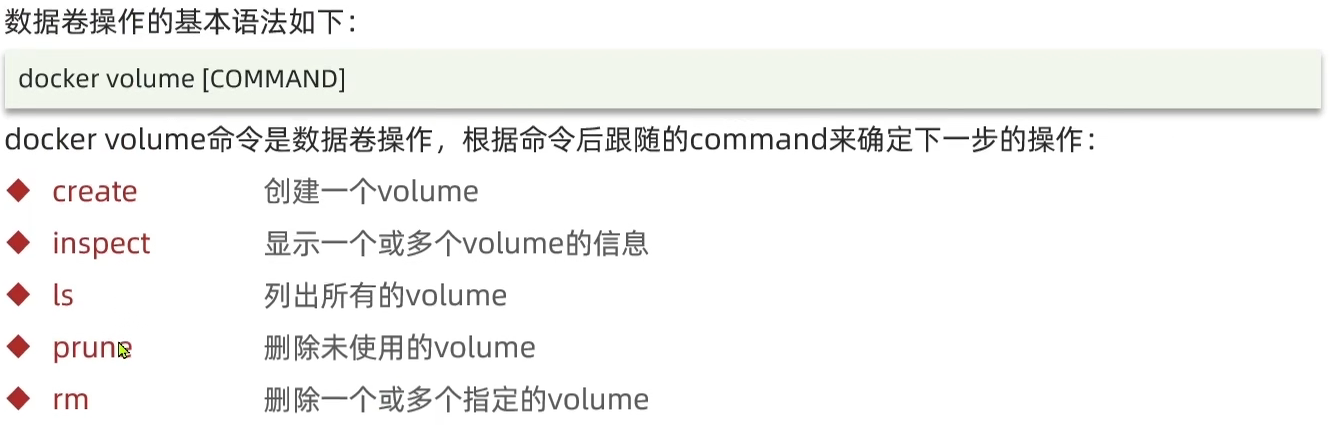 数据卷操作的基本语法如下：
docker volume [COMMAND]
docker volume命令是数据卷操作，根据命令后跟随的command来确定下一步的操作：
create 创建一个volume
inspect 显示一个或多个volume的信息
ls 列出所有的volume
prune 删除未使用的volume
rm 删除一个或多个指定的volume